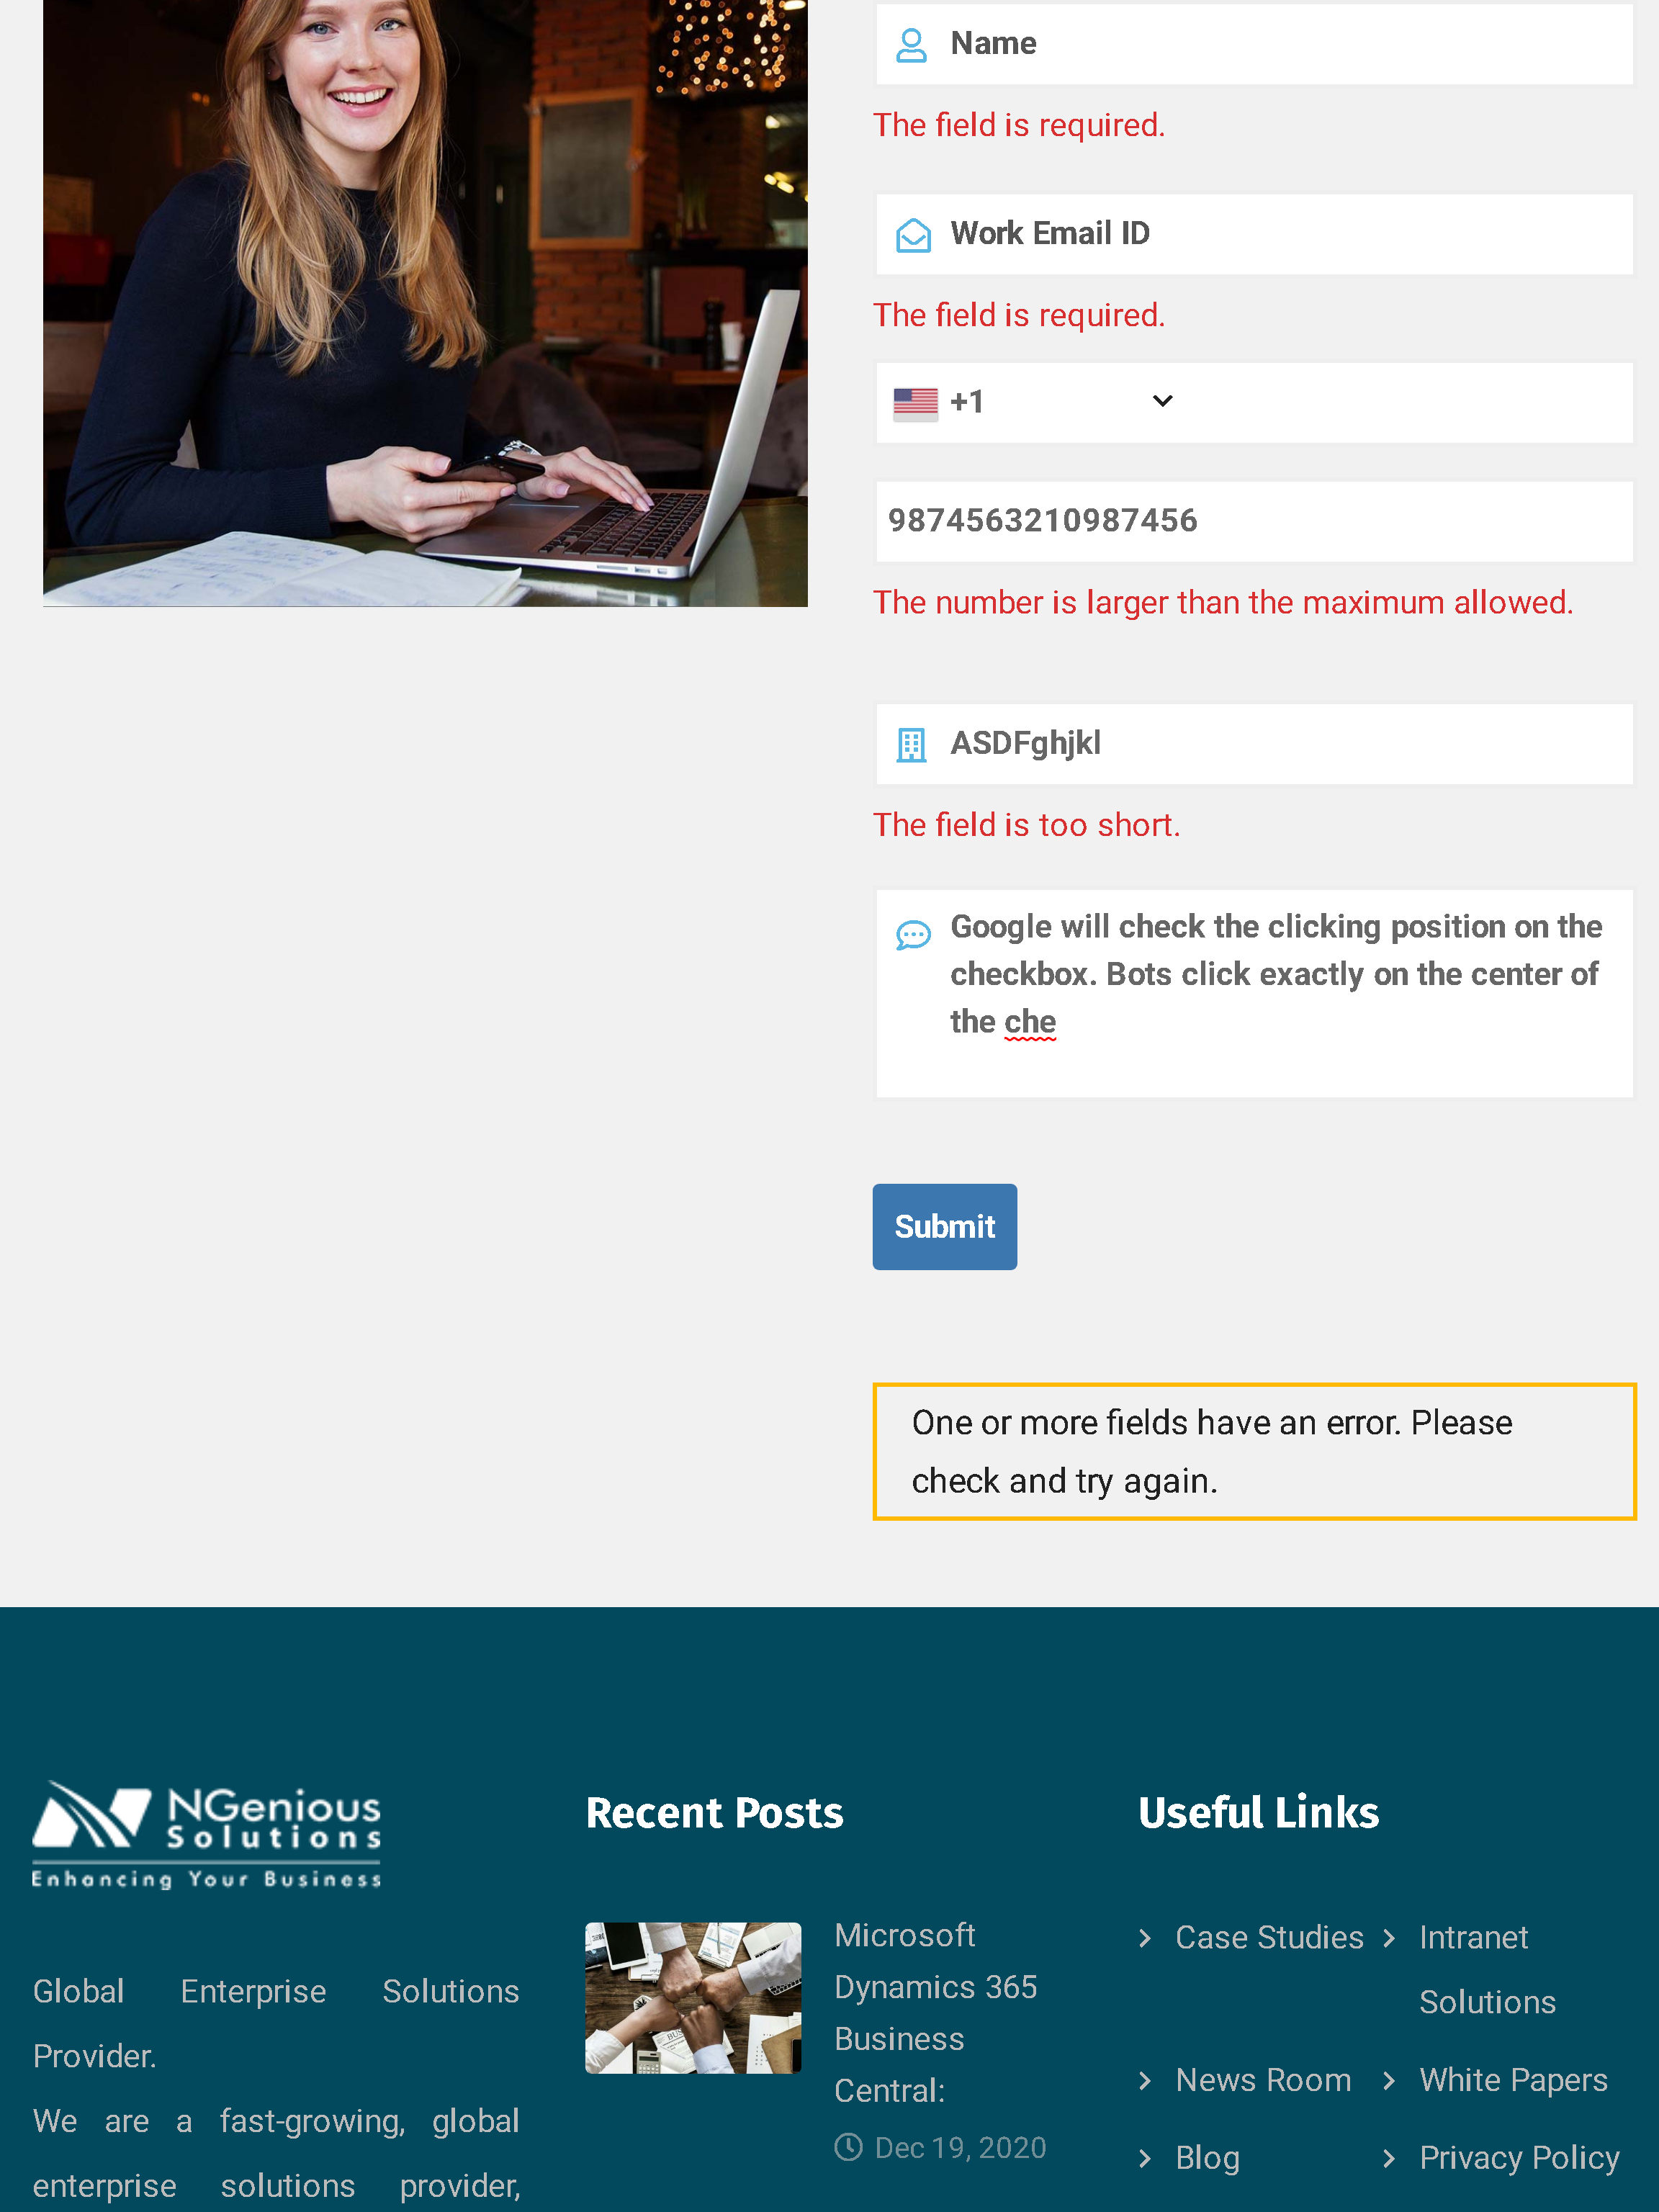 Name
The field is required.
Work Email ID
The field is required.
+1
9874563210987456
The number is larger than the maximum allowed.
ASDFghjkl
The field is too short.
Google will check the clicking position on the
checkbox. Bots click exactly on the center of
the che
Submit
One or more fields have an error. Please
check and try again.
NGenious
Solutions
Enhancing Your Business
Global Enterprise Solutions
Provider.
We are a fast-growing, global
enterprise solutions provider,
Recent Posts
Microsoft
Dynamics 365
Business
Central:
Dec 19, 2020
Useful Links
Case Studies
Intranet
Solutions
News Room
White Papers
Blog
Privacy Policy